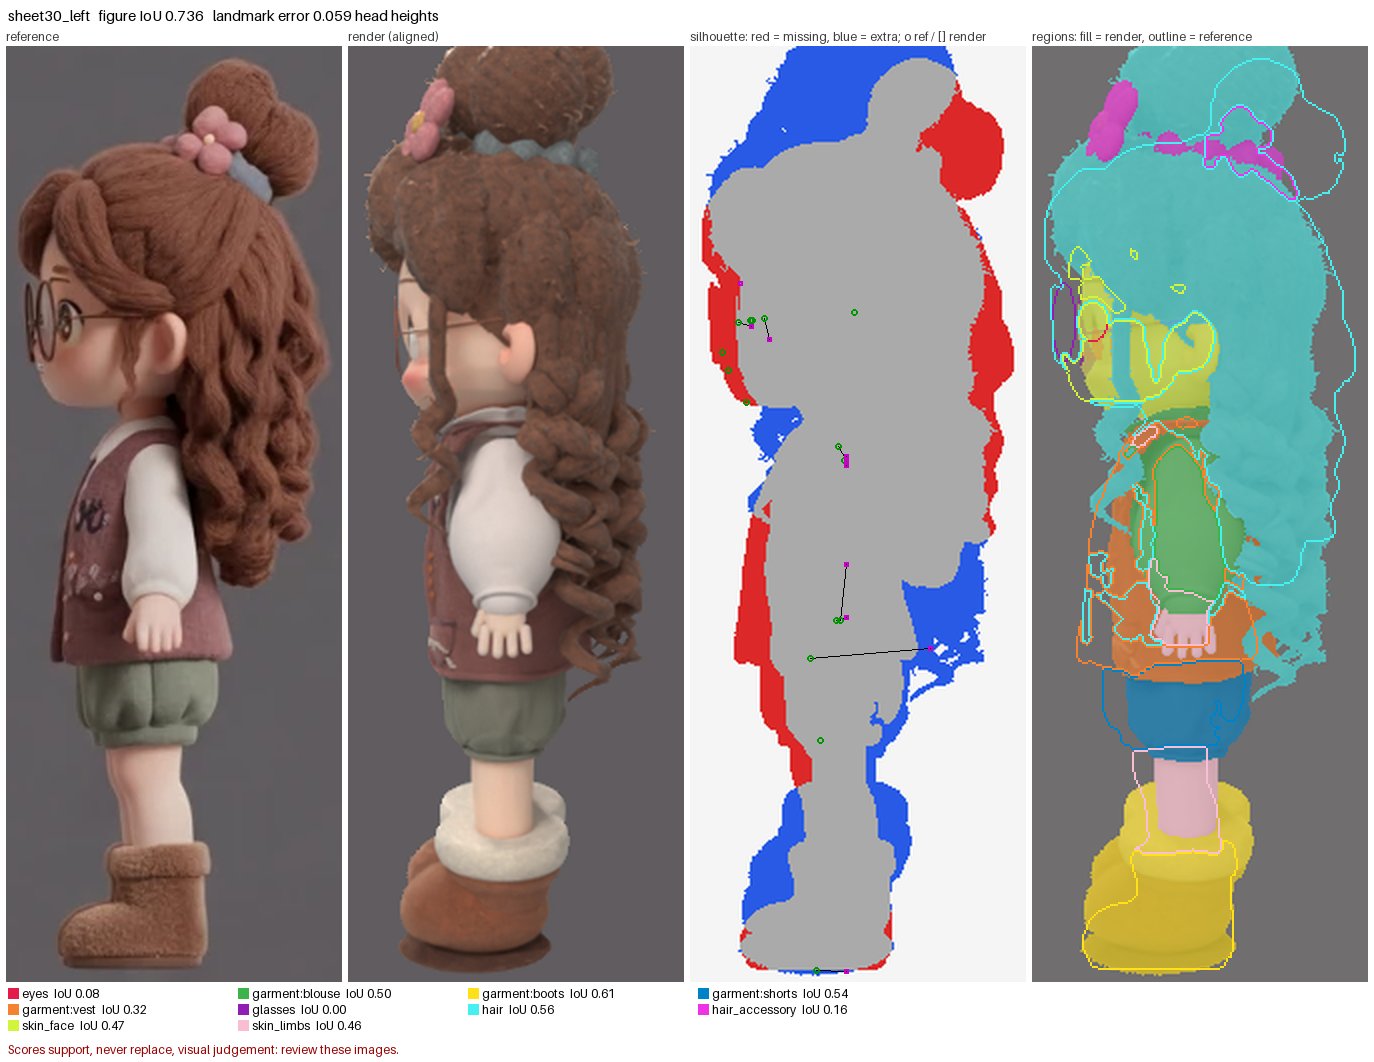 sheet30_left  figure IoU 0.736  landmark error 0.059 head heights
reference
render (aligned)
silhouette: red = missing, blue = extra; o ref / [] render
regions: fill = render, outline = reference
eyes IoU 0.08
garment:blouse IoU 0.50
garment:boots IoU 0.61
garment:shorts IoU 0.54
garment:vest IoU 0.32
glasses IoU 0.00
hair IoU 0.56
hair_accessory IoU 0.16
skin_face IoU 0.47
skin_limbs IoU 0.46
Scores support, never replace, visual judgement: review these images.